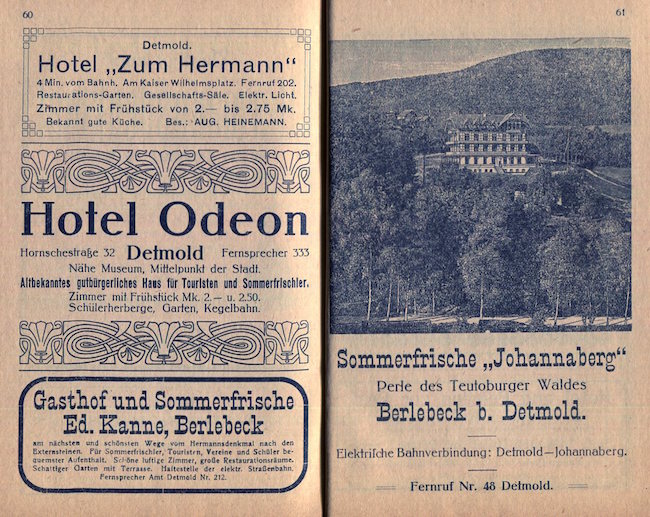 60
Detmold.
Hotel „Zum Hermann“
4 Min. vom Bahnh. Am Kaiser Wilhelmsplatz. Fernruf 202.
Restaurations-Garten. Gesellschafts-Säle. Elektr. Licht.
Zimmer mit Frühstück von 2.— bis 2.75 Mk.
Bekannt gute Küche. Bes.: AUG. HEINEMANN.
Hotel Odeon
Hornschestraße 32 Detmold Fernsprecher 333
Nähe Museum, Mittelpunkt der Stadt.
Altbekanntes gutbürgerliches Haus für Touristen und Sommerfrischler.
Zimmer mit Frühstück Mk. 2.— u. 2.50.
Schülerherberge, Garten, Kegelbahn.
Gasthof und Sommerfrische
Ed. Kanne, Berlebeck
am nächsten und schönsten Wege vom Hermannsdenkmal nach den
Externsteinen. Für Sommerfrischler, Touristen, Vereine und Schüler be-
quemster Aufenthalt. Schöne luftige Zimmer, große Restaurationsräume.
Schattiger Garten mit Terrasse. Haltestelle der elektr. Straßenbahn.
Fernsprecher Amt Detmold Nr. 212.
61
Sommerfrische „Johannaberg“
Perle des Teutoburger Waldes
Berlebeck b. Detmold.
Elektrische Bahnverbindung: Detmold—Johannaberg.
Fernruf Nr. 48 Detmold.